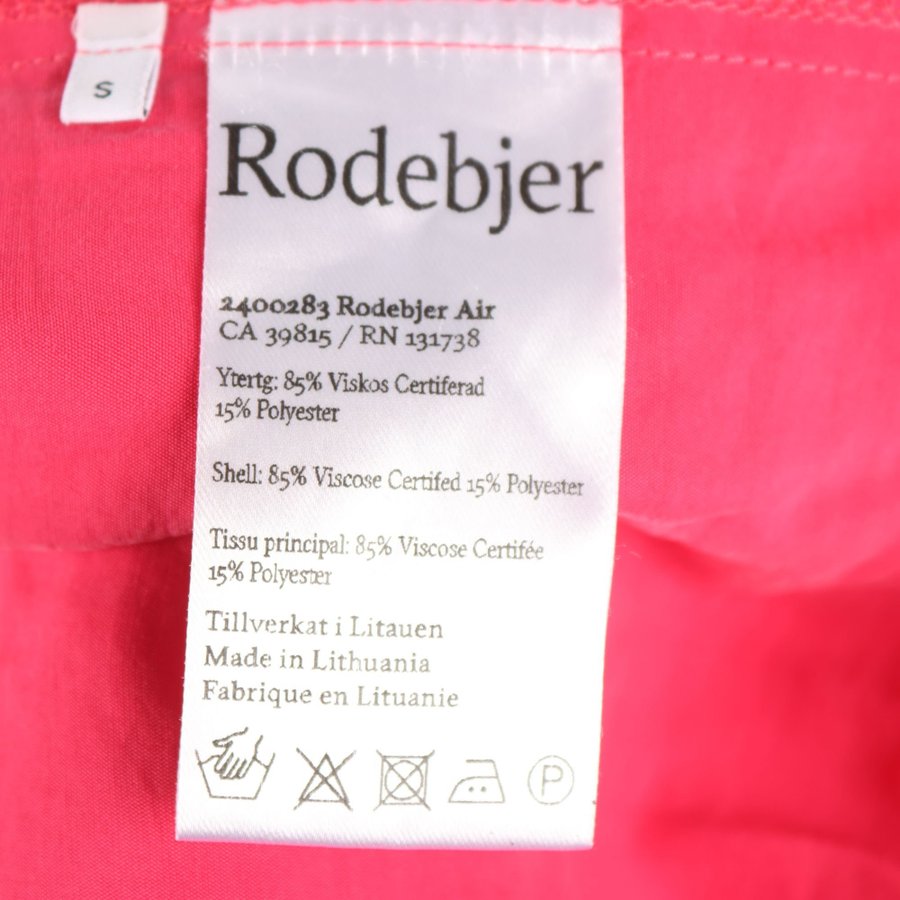 S
Rodebjer
2400283 Rodebjer Air
CA 39815 / RN 131738
Ytertg: 85% Viskos Certiferad
15% Polyester
Shell: 85% Viscose Certifed 15% Polyester
Tissu principal: 85% Viscose Certifée
15% Polyester
Tillverkat i Litauen
Made in Lithuania
Fabrique en Lituanie
P